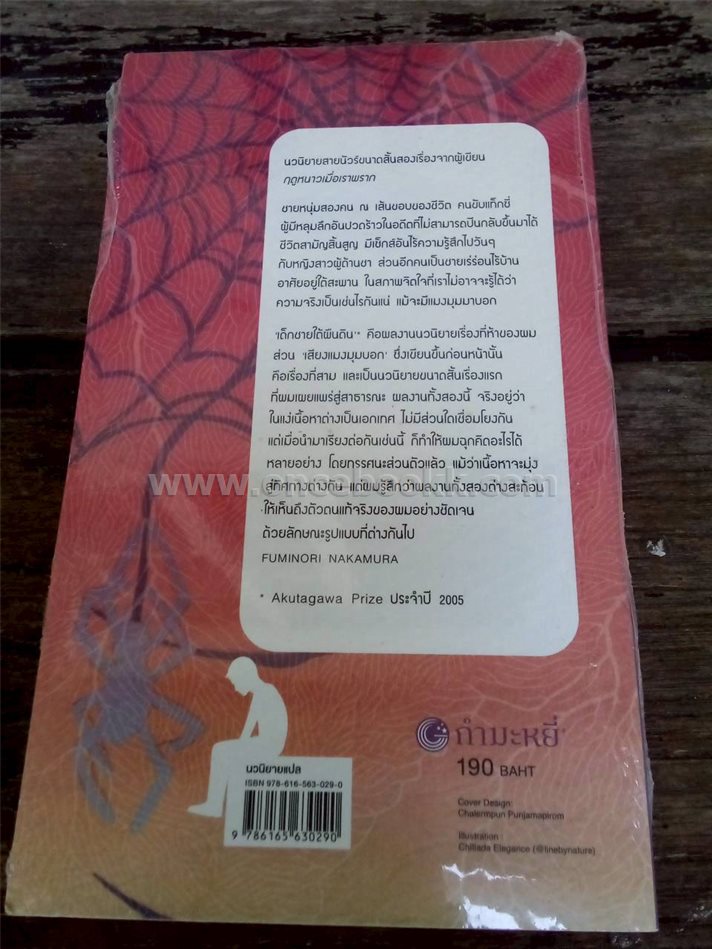 นวนิยายสายนัวร์ขนาดสั้นสองเรื่องจากผู้เขียน
ฤดูหนาวเมื่อเราพราก
ชายหนุ่มสองคน ณ เส้นขอบของชีวิต คนขับแท็กซี่
ผู้มีหลุมลึกอันปวดร้าวในอดีตที่ไม่สามารถปีนกลับขึ้นมาได้
ชีวิตสามัญสิ้นสูญ มีเซ็กส์อันไร้ความรู้สึกไปวันๆ
กับหญิงสาวผู้ด้านชา ส่วนอีกคนเป็นชายเร่ร่อนไร้บ้าน
อาศัยอยู่ใต้สะพาน ในสภาพจิตใจที่เราไม่อาจจะรู้ได้ว่า
ความจริงเป็นเช่นไรกันแน่ แม้จะมีแมงมุมมาบอก
'เด็กชายใต้ผืนดิน'* คือผลงานนวนิยายเรื่องที่ห้าของผม
ส่วน 'เสียงแมงมุมบอก' ซึ่งเขียนขึ้นก่อนหน้านั้น
คือเรื่องที่สาม และเป็นนวนิยายขนาดสั้นเรื่องแรก
ที่ผมเผยแพร่สู่สาธารณะ ผลงานทั้งสองนี้ จริงอยู่ว่า
ในแง่เนื้อหาต่างเป็นเอกเทศ ไม่มีส่วนใดเชื่อมโยงกัน
แต่เมื่อนำมาเรียงต่อกันเช่นนี้ ก็ทำให้ผมฉุกคิดอะไรได้
หลายอย่าง โดยทรรศนะส่วนตัวแล้ว แม้ว่าเนื้อหาจะมุ่ง
สู่ทิศทางต่างกัน แต่ผมรู้สึกว่าผลงานทั้งสองต่างสะท้อน
ให้เห็นถึงตัวตนแท้จริงของผมอย่างชัดเจน
ด้วยลักษณะรูปแบบที่ต่างกันไป
FUMINORI NAKAMURA
* Akutagawa Prize ประจำปี 2005
www.oncebookk.com
กำมะหยี่
190 BAHT
นวนิยายแปล
ISBN 978-616-563-029-0
9 786165 630290
Cover Design:
Chalermpun Punjamapirom
Illustration
Chillada Elegance (@linebynature)